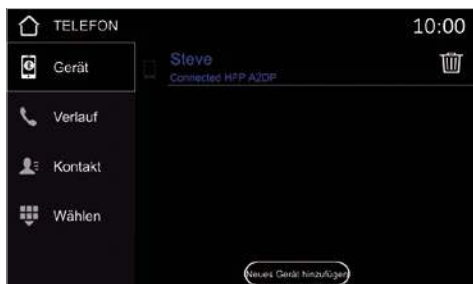 TELEFON
10:00
Gerät
Steve
Connected HFP A2DP
Verlauf
Kontakt
Wählen
Neues Gerät hinzufügen